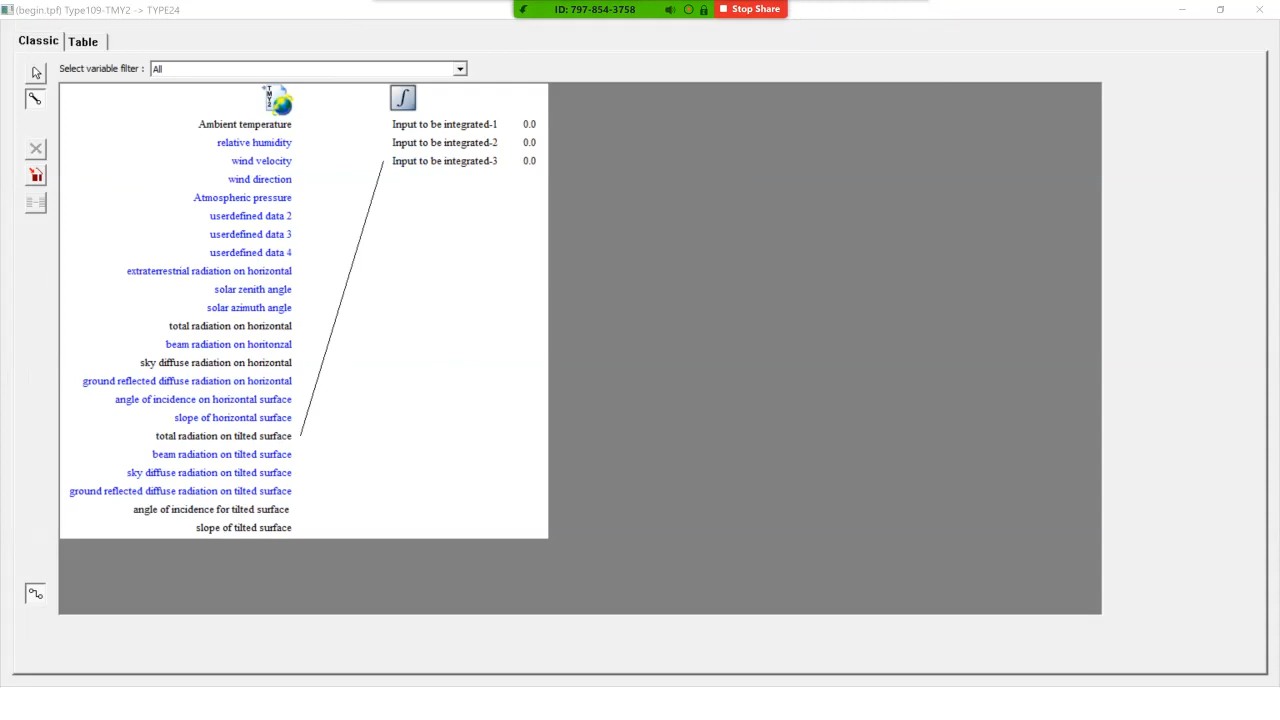 (begin.tpf) Type109-TMY2 -> TYPE24
ID: 797-854-3758
Stop Share
Classic
Table
Select variable filter :
All
TMY2
∫
Ambient temperature
Input to be integrated-1 0.0
relative humidity
Input to be integrated-2 0.0
wind velocity
Input to be integrated-3 0.0
wind direction
Atmospheric pressure
userdefined data 2
userdefined data 3
userdefined data 4
extraterrestrial radiation on horizontal
solar zenith angle
solar azimuth angle
total radiation on horizontal
beam radiation on horitonzal
sky diffuse radiation on horizontal
ground reflected diffuse radiation on horizontal
angle of incidence on horizontal surface
slope of horizontal surface
total radiation on tilted surface
beam radiation on tilted surface
sky diffuse radiation on tilted surface
ground reflected diffuse radiation on tilted surface
angle of incidence for tilted surface
slope of tilted surface